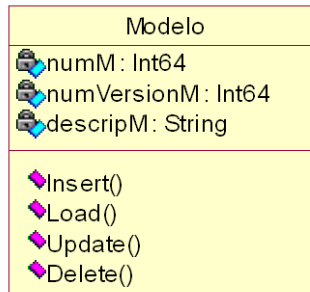 Modelo
numM : Int64
numVersionM : Int64
descripM : String
Insert()
Load()
Update()
Delete()